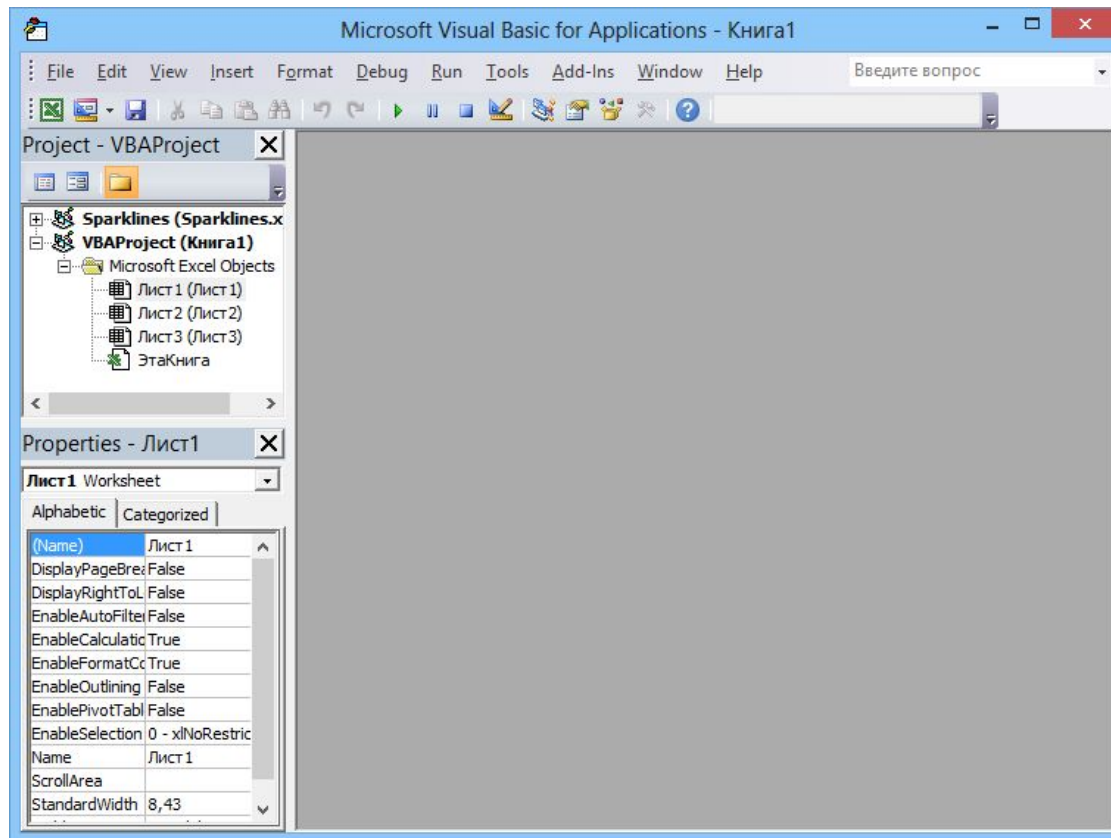 Microsoft Visual Basic for Applications - Книга1
File Edit View Insert Format Debug Run Tools Add-Ins Window Help Введите вопрос
Project - VBAProject
Sparklines (Sparklines.x
VBAProject (Книга1)
Microsoft Excel Objects
Лист1 (Лист1)
Лист2 (Лист2)
Лист3 (Лист3)
ЭтаКнига
Properties - Лист1
Лист1 Worksheet
Alphabetic Categorized
(Name) Лист1
DisplayPageBrea False
DisplayRightToL False
EnableAutoFilter False
EnableCalculatio True
EnableFormatCo True
EnableOutlining False
EnablePivotTabl False
EnableSelection 0 - xlNoRestric
Name Лист1
ScrollArea
StandardWidth 8,43